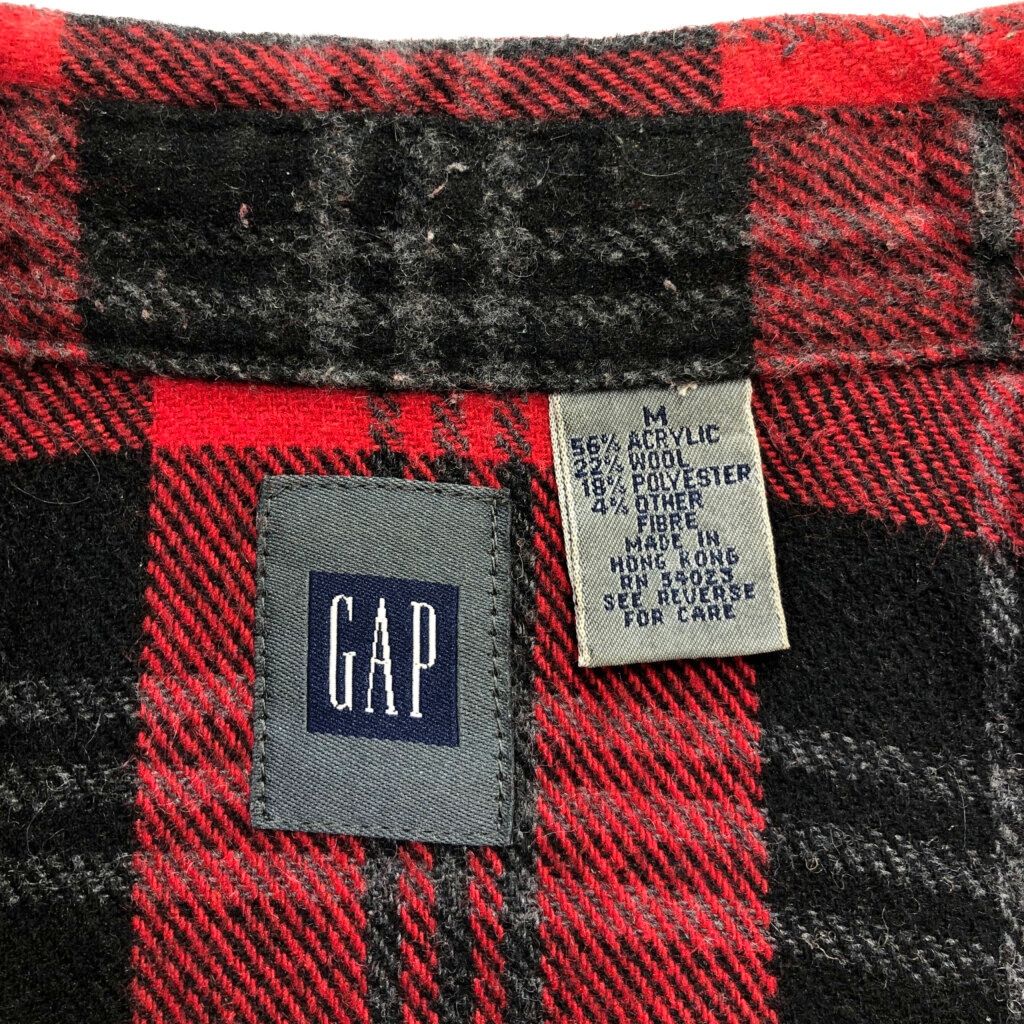 GAP
M
56% ACRYLIC
22% WOOL
18% POLYESTER
4% OTHER
FIBRE
MADE IN
HONG KONG
RN 54023
SEE REVERSE
FOR CARE